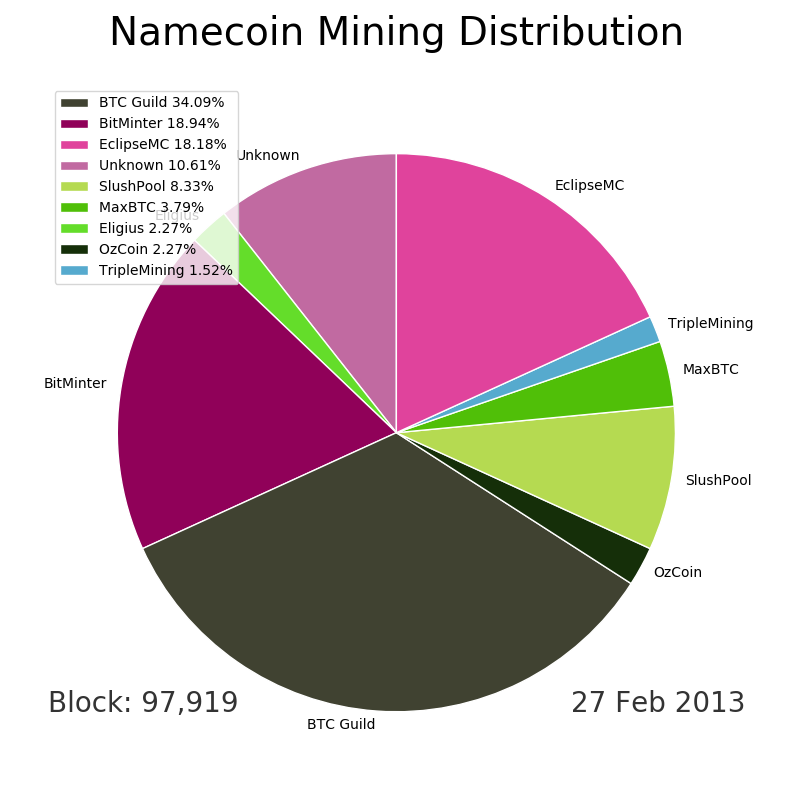 Namecoin Mining Distribution
BTC Guild 34.09%
BitMinter 18.94%
EclipseMC 18.18%
Unknown 10.61%
SlushPool 8.33%
MaxBTC 3.79%
Eligius 2.27%
OzCoin 2.27%
TripleMining 1.52%
Unknown
EclipseMC
Eligius
TripleMining
MaxBTC
BitMinter
SlushPool
OzCoin
Block: 97,919
27 Feb 2013
BTC Guild